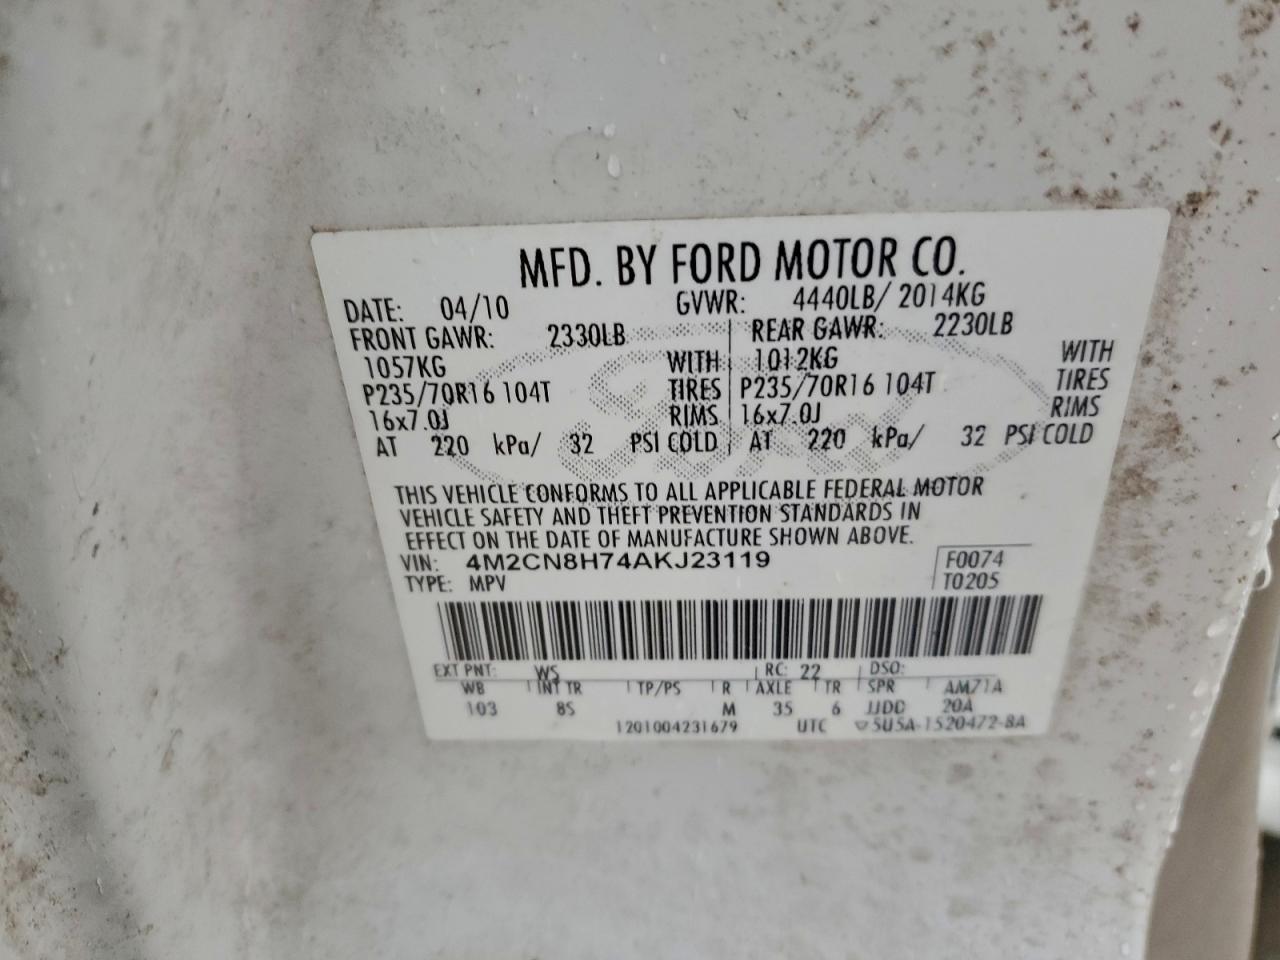 MFD. BY FORD MOTOR CO.
DATE: 04/10 GVWR: 4440LB/ 2014KG
FRONT GAWR: 2330LB REAR GAWR: 2230LB
1057KG WITH 1012KG WITH
P235/70R16 104T TIRES P235/70R16 104T TIRES
16x7.0J RIMS 16x7.0J RIMS
AT 220 kPa/ 32 PSI COLD AT 220 kPa/ 32 PSI COLD
THIS VEHICLE CONFORMS TO ALL APPLICABLE FEDERAL MOTOR
VEHICLE SAFETY AND THEFT PREVENTION STANDARDS IN
EFFECT ON THE DATE OF MANUFACTURE SHOWN ABOVE.
VIN: 4M2CN8H74AKJ23119 F0074
TYPE: MPV T0205
EXT PNT: WS RC: 22 DSO:
WB INT TR TP/PS R AXLE TR SPR AM71A
103 8S M 35 6 JJDD 20A
1201004231679 UTC 5U5A-1520472-BA